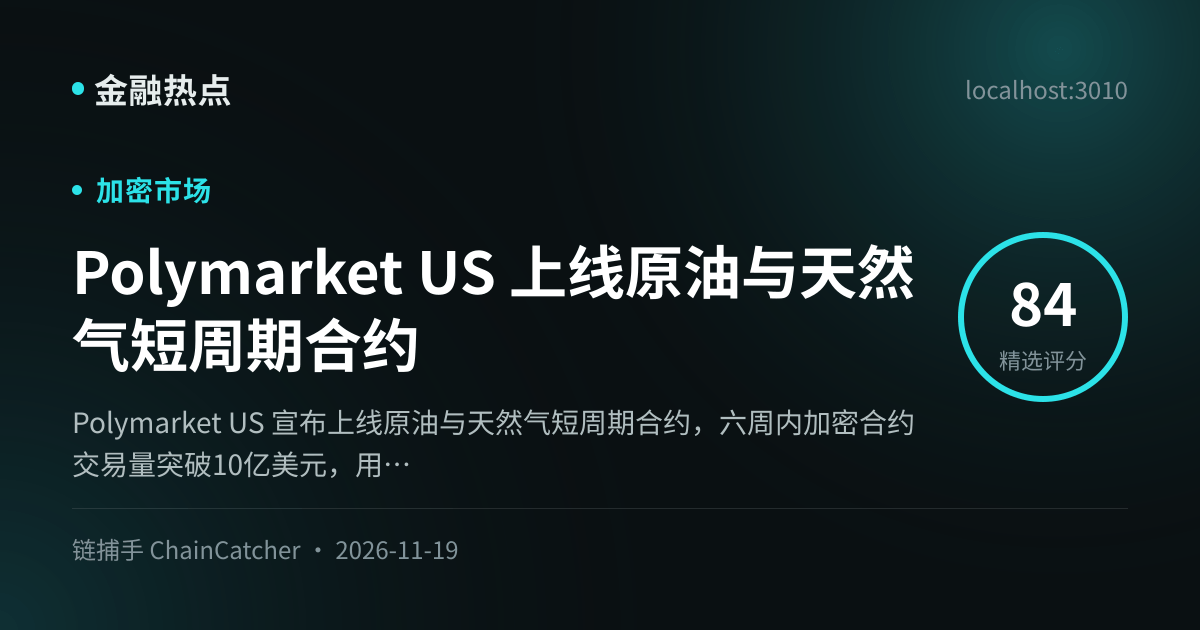 金融热点
localhost:3010
加密市场
Polymarket US 上线原油与天然
气短周期合约
84
精选评分
Polymarket US 宣布上线原油与天然气短周期合约，六周内加密合约
交易量突破10亿美元，用…
链捕手 ChainCatcher · 2026-11-19